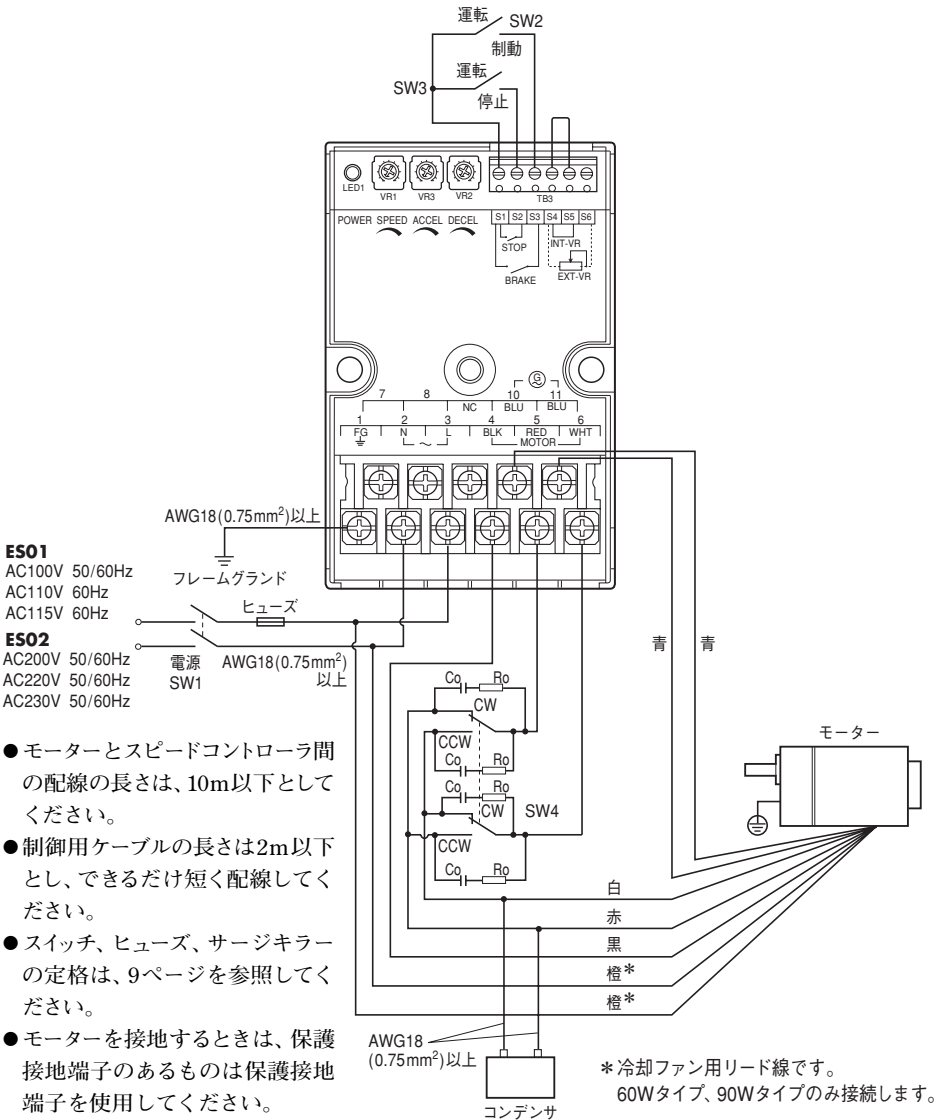 運転
SW2
制動
運転
SW3
停止
LED1
VR1
VR3
VR2
TB3
POWER SPEED ACCEL DECEL
S1 S2 S3 S4 S5 S6
STOP
INT-VR
BRAKE
EXT-VR
G
7
8
NC
10
BLU
11
BLU
1
FG
2
N
3
L
4
BLK
5
RED
6
WHT
MOTOR
AWG18(0.75mm²)以上
フレームグランド
ES01
AC100V 50/60Hz
AC110V 60Hz
AC115V 60Hz
ES02
AC200V 50/60Hz
AC220V 50/60Hz
AC230V 50/60Hz
ヒューズ
電源
SW1
AWG18(0.75mm²)
以上
青
青
Co
Ro
CW
CCW
Co
Ro
Co
Ro
CW
SW4
CCW
Co
Ro
モーター
白
赤
黒
橙*
橙*
AWG18
(0.75mm²)以上
コンデンサ
●モーターとスピードコントローラ間
の配線の長さは、10m以下として
ください。
●制御用ケーブルの長さは2m以下
とし、できるだけ短く配線してく
ださい。
●スイッチ、ヒューズ、サージキラー
の定格は、9ページを参照してく
ださい。
●モーターを接地するときは、保護
接地端子のあるものは保護接地
端子を使用してください。
*冷却ファン用リード線です。
60Wタイプ、90Wタイプのみ接続します。